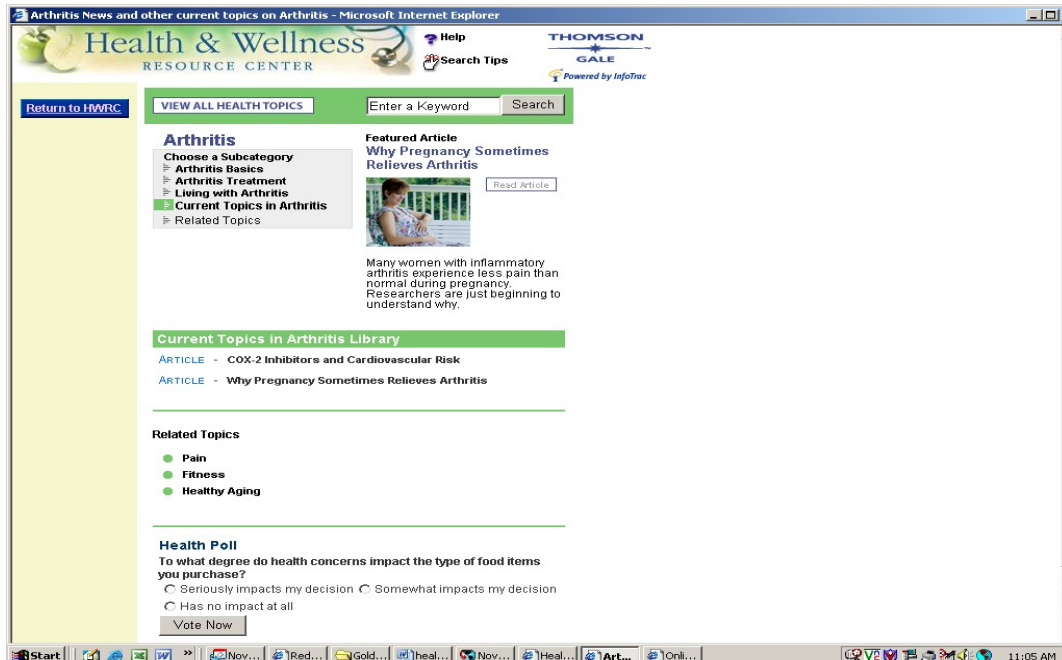 Arthritis News and other current topics on Arthritis - Microsoft Internet Explorer
Health & Wellness
RESOURCE CENTER
Help
Search Tips
THOMSON
GALE
Powered by InfoTrac
Return to HWRC
VIEW ALL HEALTH TOPICS
Enter a Keyword
Search
Arthritis
Choose a Subcategory
Arthritis Basics
Arthritis Treatment
Living with Arthritis
Current Topics in Arthritis
Related Topics
Featured Article
Why Pregnancy Sometimes
Relieves Arthritis
Read Article
Many women with inflammatory
arthritis experience less pain than
normal during pregnancy.
Researchers are just beginning to
understand why.
Current Topics in Arthritis Library
ARTICLE - COX-2 Inhibitors and Cardiovascular Risk
ARTICLE - Why Pregnancy Sometimes Relieves Arthritis
Related Topics
Pain
Fitness
Healthy Aging
Health Poll
To what degree do health concerns impact the type of food items
you purchase?
Seriously impacts my decision Somewhat impacts my decision
Has no impact at all
Vote Now
Start » Nov... Red... Gold... heal... Nov... Heal... Art... Onli... 11:05 AM